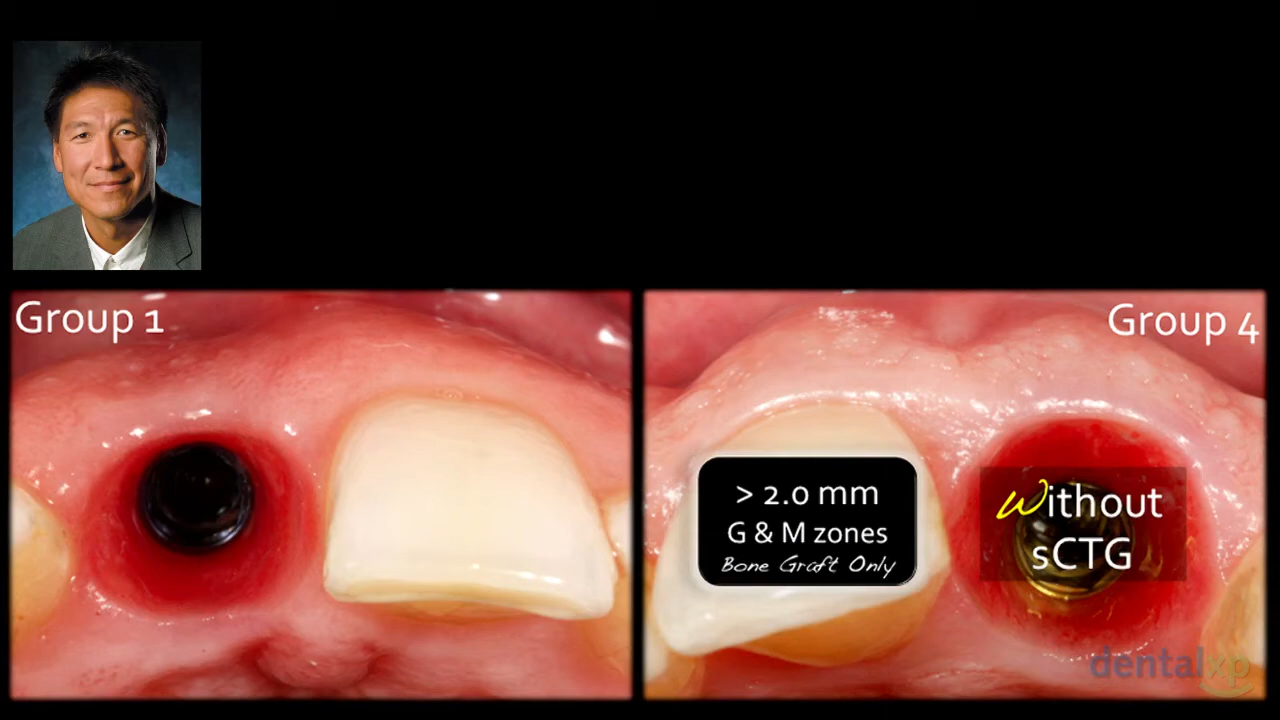 Group 1
Group 4
> 2.0 mm
G & M zones
Bone Graft Only
Without
sCTG
dentalxp